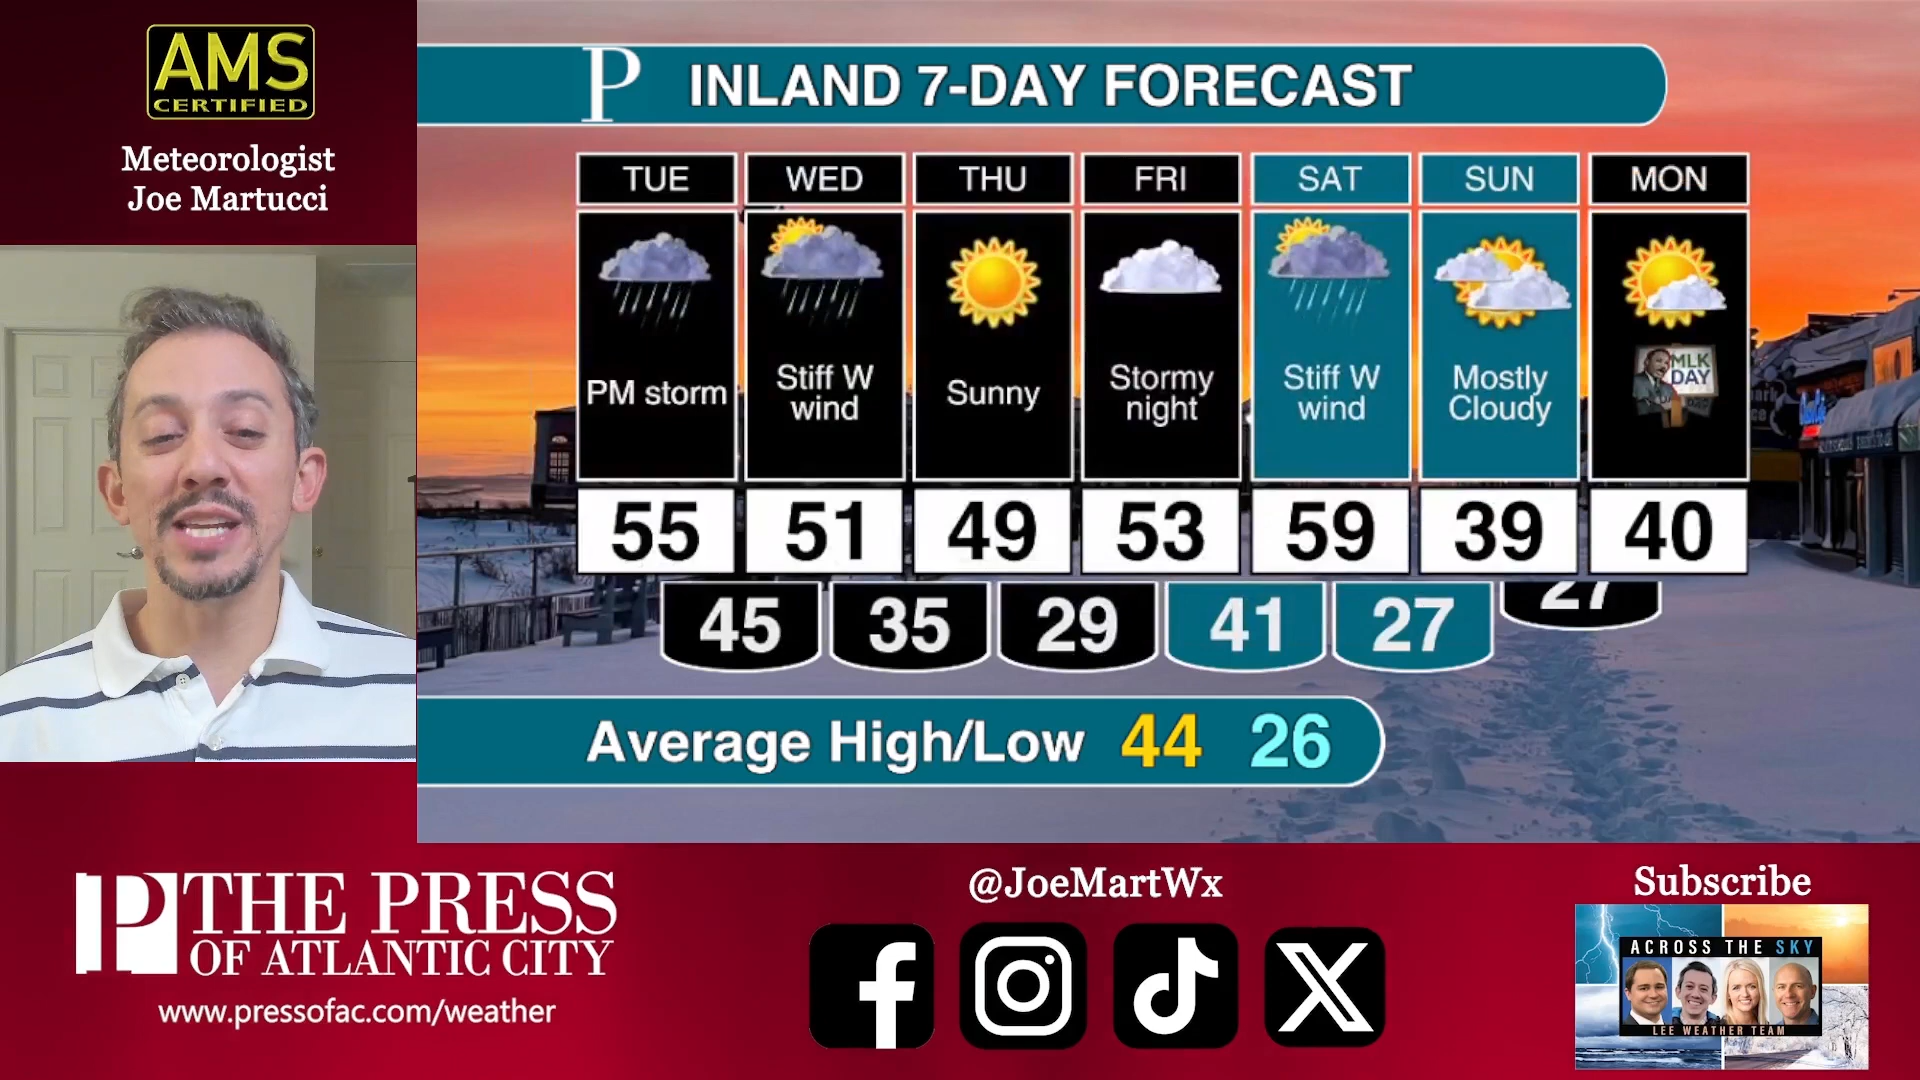 AMS
CERTIFIED
Meteorologist
Joe Martucci
P INLAND 7-DAY FORECAST
TUE WED THU FRI SAT SUN MON
PM storm
Stiff W
wind
Sunny
Stormy
night
Stiff W
wind
Mostly
Cloudy
MLK
DAY
55 51 49 53 59 39 40
45 35 29 41 27 27
Average High/Low 44 26
P THE PRESS
OF ATLANTIC CITY
www.pressofac.com/weather
@JoeMartWx
Subscribe
ACROSS THE SKY
LEE WEATHER TEAM